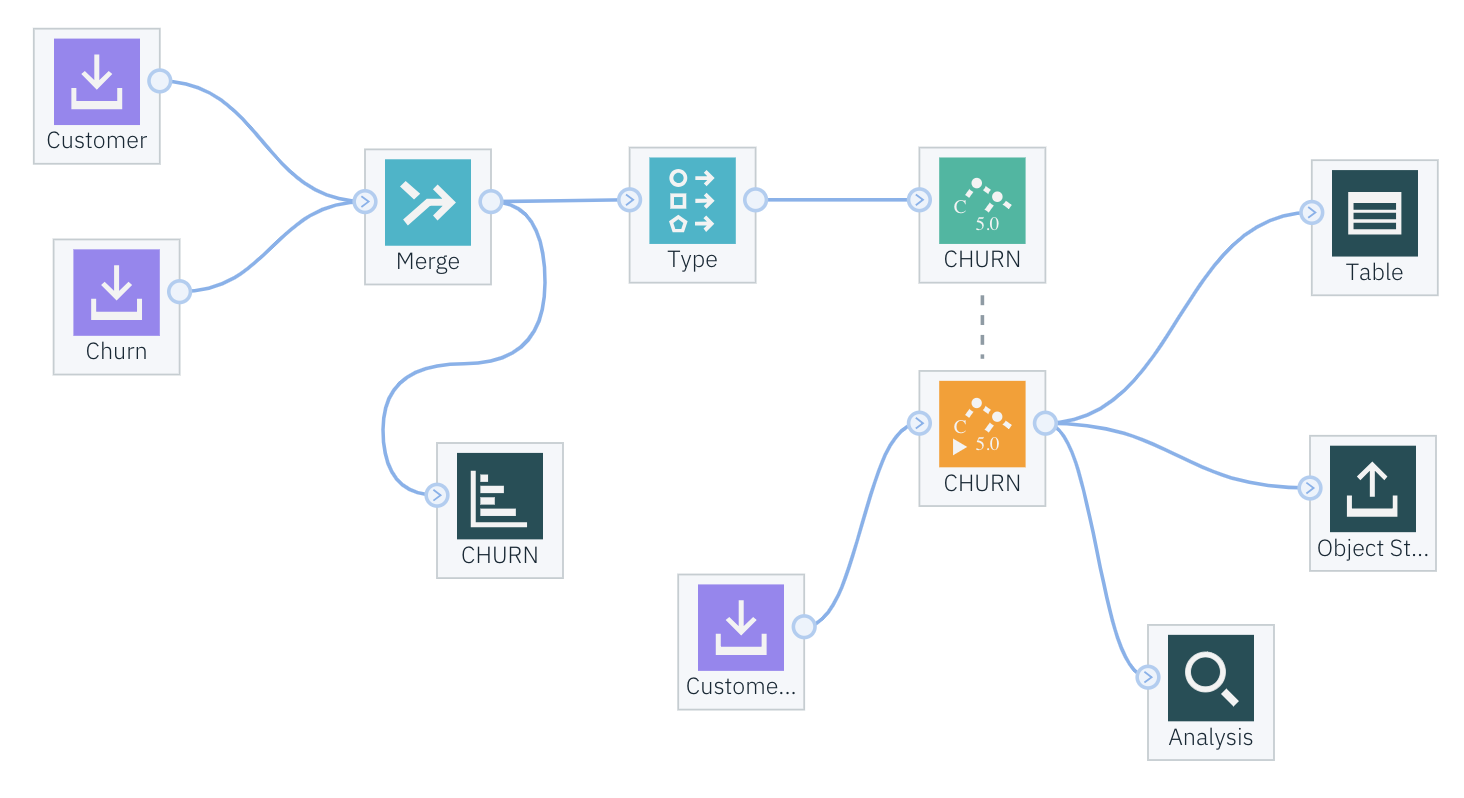 Customer
Churn
Merge
Type
C
5.0
CHURN
Table
C
5.0
CHURN
CHURN
Object St...
Custome...
Analysis